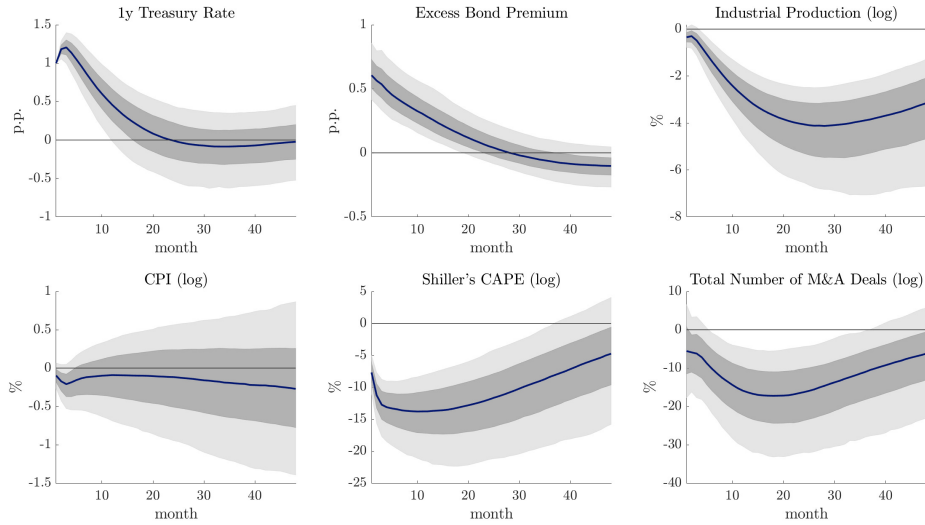 1y Treasury Rate
1.5
1
0.5
0
-0.5
-1
p.p.
10 20 30 40
month
Excess Bond Premium
1
0.5
0
0.5
p.p.
10 20 30 40
month
Industrial Production (log)
0
-2
-4
-6
-8
%
10 20 30 40
month
CPI (log)
1
0.5
0
-0.5
-1
-1.5
%
10 20 30 40
month
Shiller's CAPE (log)
5
0
-5
-10
-15
-20
-25
%
10 20 30 40
month
Total Number of M&A Deals (log)
10
0
-10
-20
-30
-40
%
10 20 30 40
month